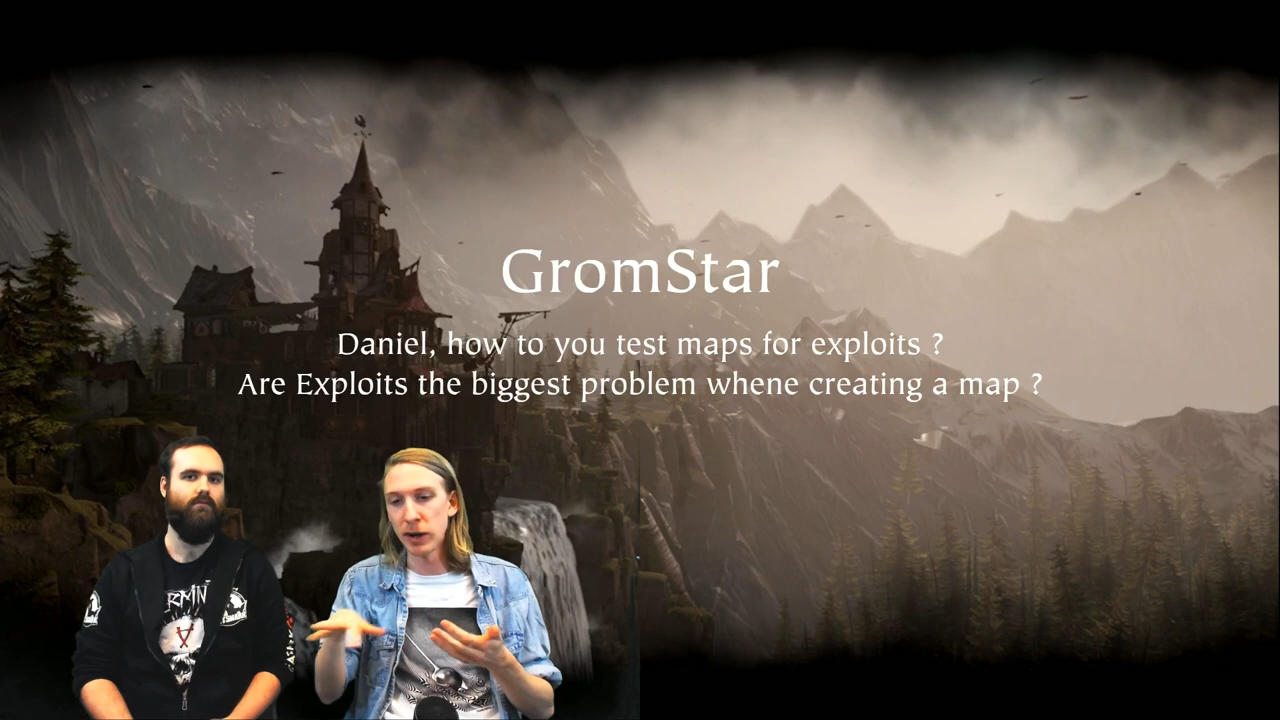 GromStar
Daniel, how to you test maps for exploits ?
Are Exploits the biggest problem whene creating a map ?